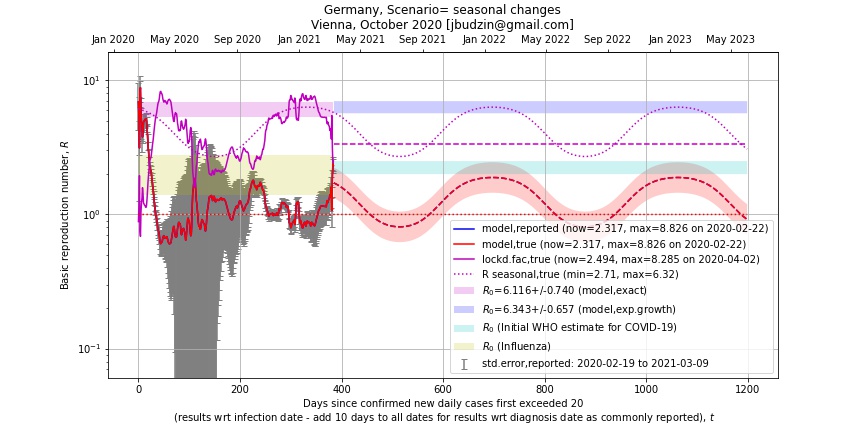 Germany, Scenario= seasonal changes
Vienna, October 2020 [jbudzin@gmail.com]
Jan 2020 May 2020 Sep 2020 Jan 2021 May 2021 Sep 2021 Jan 2022 May 2022 Sep 2022 Jan 2023 May 2023
Basic reproduction number, R
10¹
10⁰
10⁻¹
model,reported (now=2.317, max=8.826 on 2020-02-22)
model,true (now=2.317, max=8.826 on 2020-02-22)
lockd.fac,true (now=2.494, max=8.285 on 2020-04-02)
R seasonal,true (min=2.71, max=6.32)
R₀=6.116+/-0.740 (model,exact)
R₀=6.343+/-0.657 (model,exp.growth)
R₀ (Initial WHO estimate for COVID-19)
R₀ (Influenza)
std.error,reported: 2020-02-19 to 2021-03-09
0 200 400 600 800 1000 1200
Days since confirmed new daily cases first exceeded 20
(results wrt infection date - add 10 days to all dates for results wrt diagnosis date as commonly reported), t